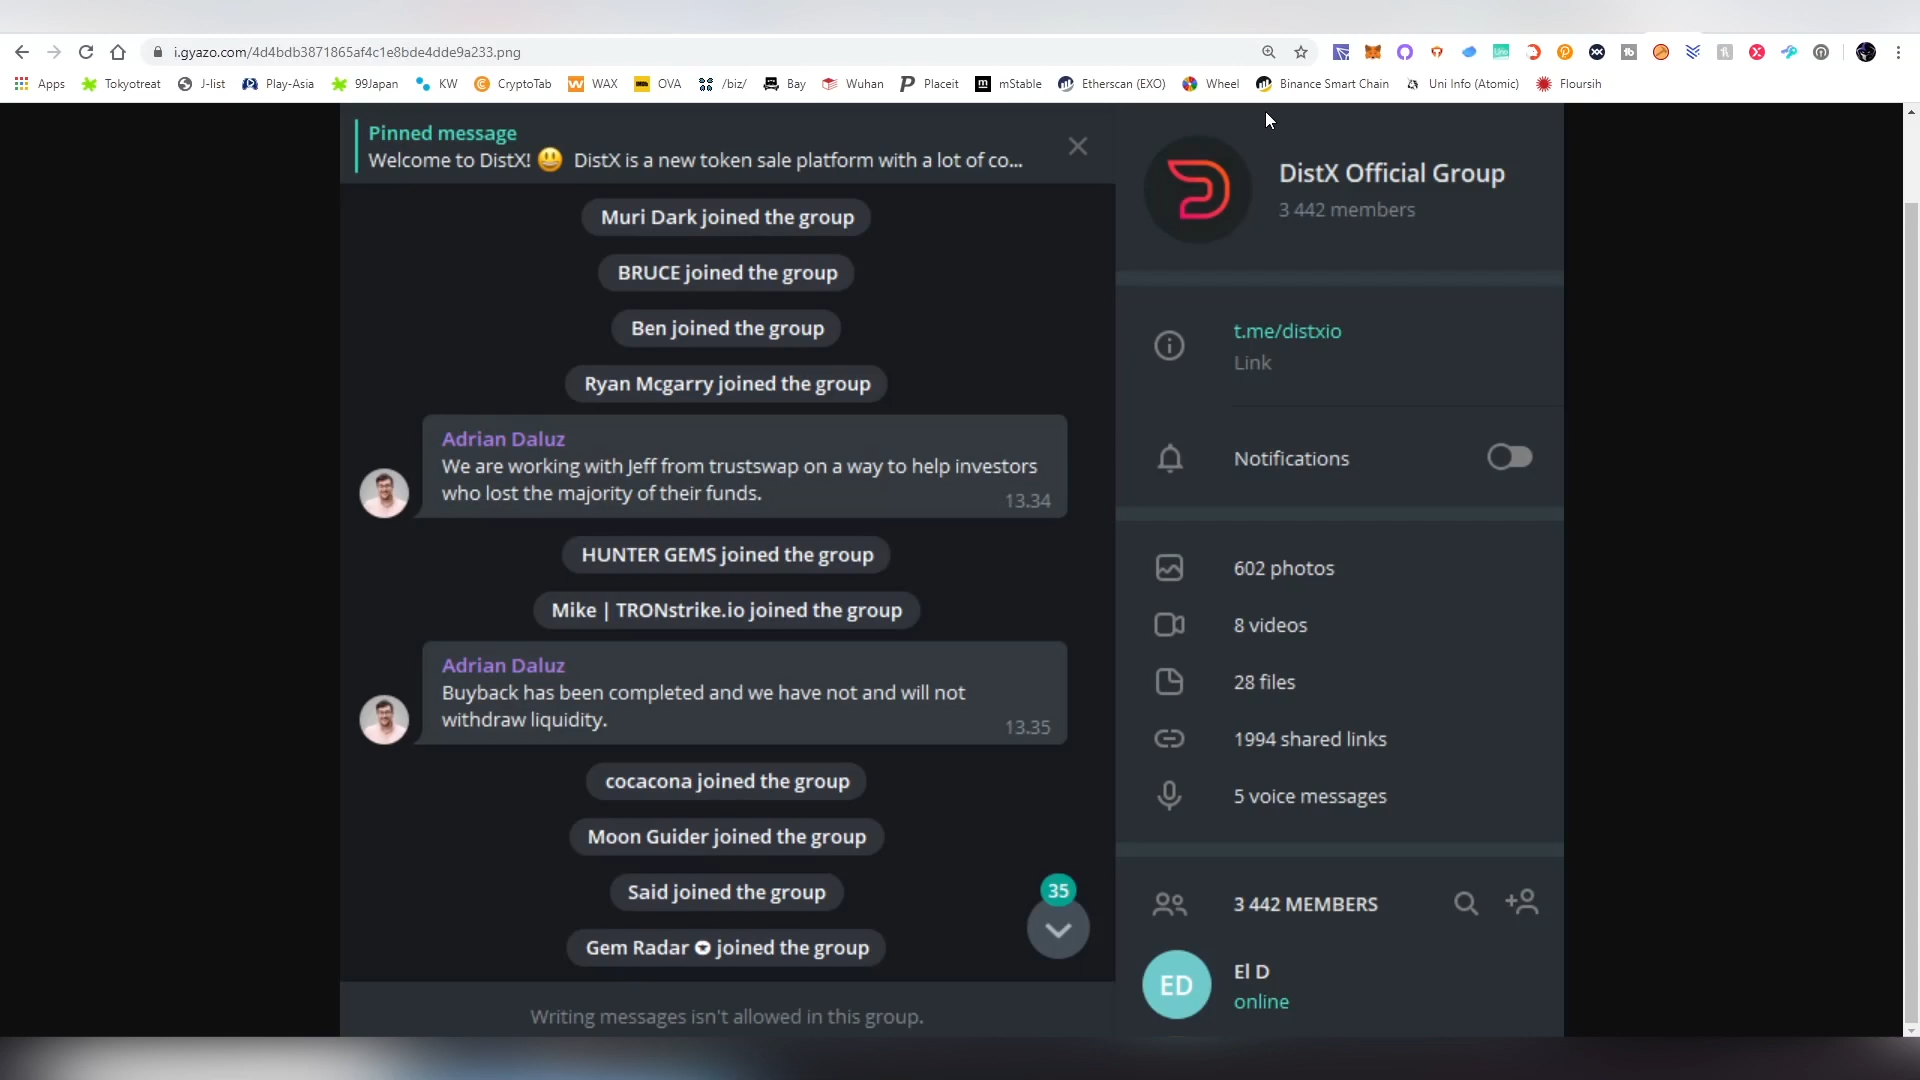 i.gyazo.com/4d4bdb3871865af4c1e8bde4dde9a233.png
Apps Tokyotreat J-list Play-Asia 99Japan KW CryptoTab WAX OVA /biz/ Bay Wuhan Placeit mStable Etherscan (EXO) Wheel Binance Smart Chain Uni Info (Atomic) Floursih
Pinned message
Welcome to DistX! 😃 DistX is a new token sale platform with a lot of co...
Muri Dark joined the group
BRUCE joined the group
Ben joined the group
Ryan Mcgarry joined the group
Adrian Daluz
We are working with Jeff from trustswap on a way to help investors
who lost the majority of their funds.
13.34
HUNTER GEMS joined the group
Mike | TRONstrike.io joined the group
Adrian Daluz
Buyback has been completed and we have not and will not
withdraw liquidity.
13.35
cocacona joined the group
Moon Guider joined the group
Said joined the group
35
Gem Radar joined the group
Writing messages isn't allowed in this group.
DistX Official Group
3 442 members
t.me/distxio
Link
Notifications
602 photos
8 videos
28 files
1994 shared links
5 voice messages
3 442 MEMBERS
ED
El D
online